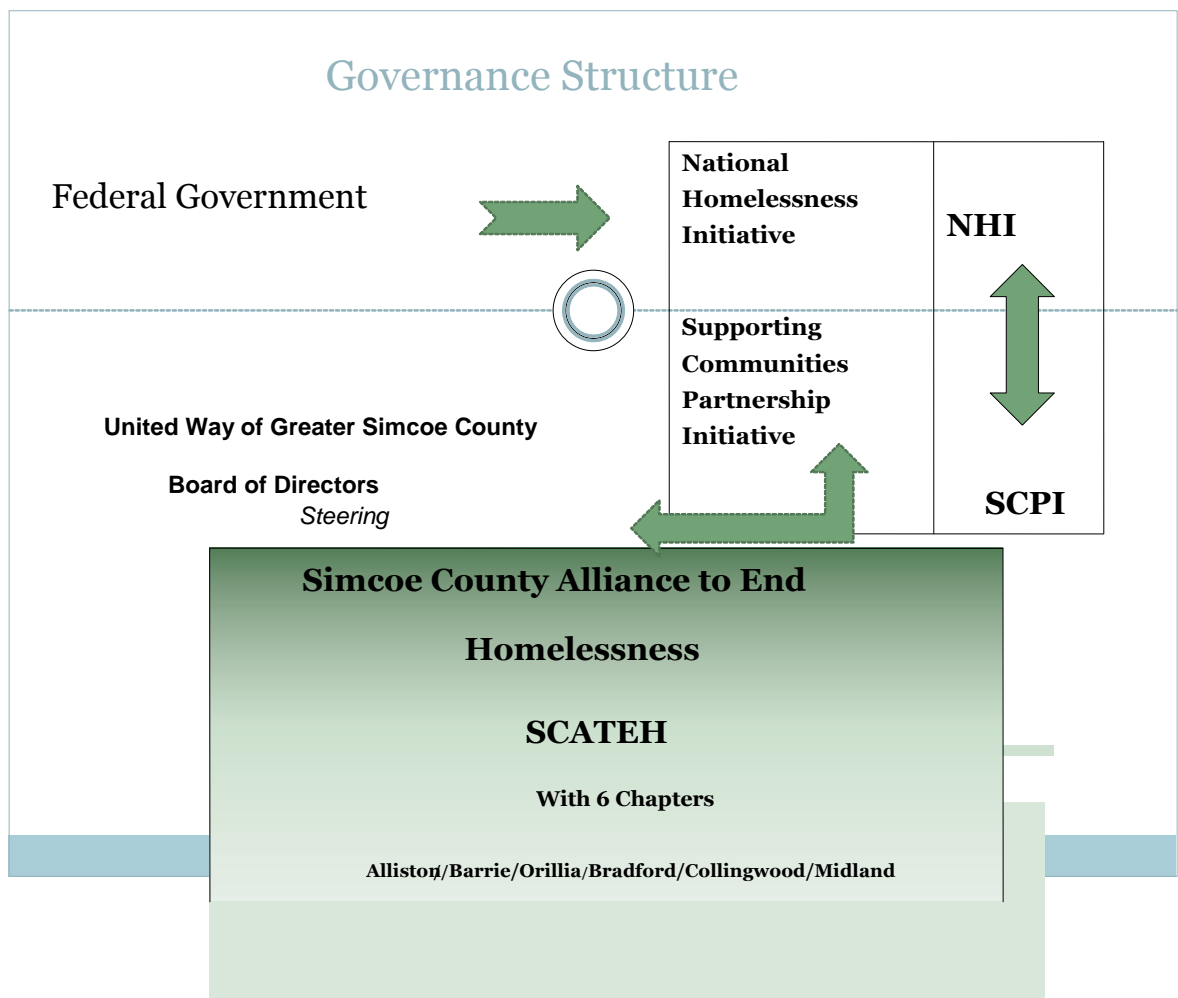 Governance Structure
Federal Government
National
Homelessness
Initiative
NHI
Supporting
Communities
Partnership
Initiative
SCPI
United Way of Greater Simcoe County
Board of Directors
Steering
Simcoe County Alliance to End
Homelessness
SCATEH
With 6 Chapters
Alliston//Barrie/Orillia/Bradford/Collingwood/Midland